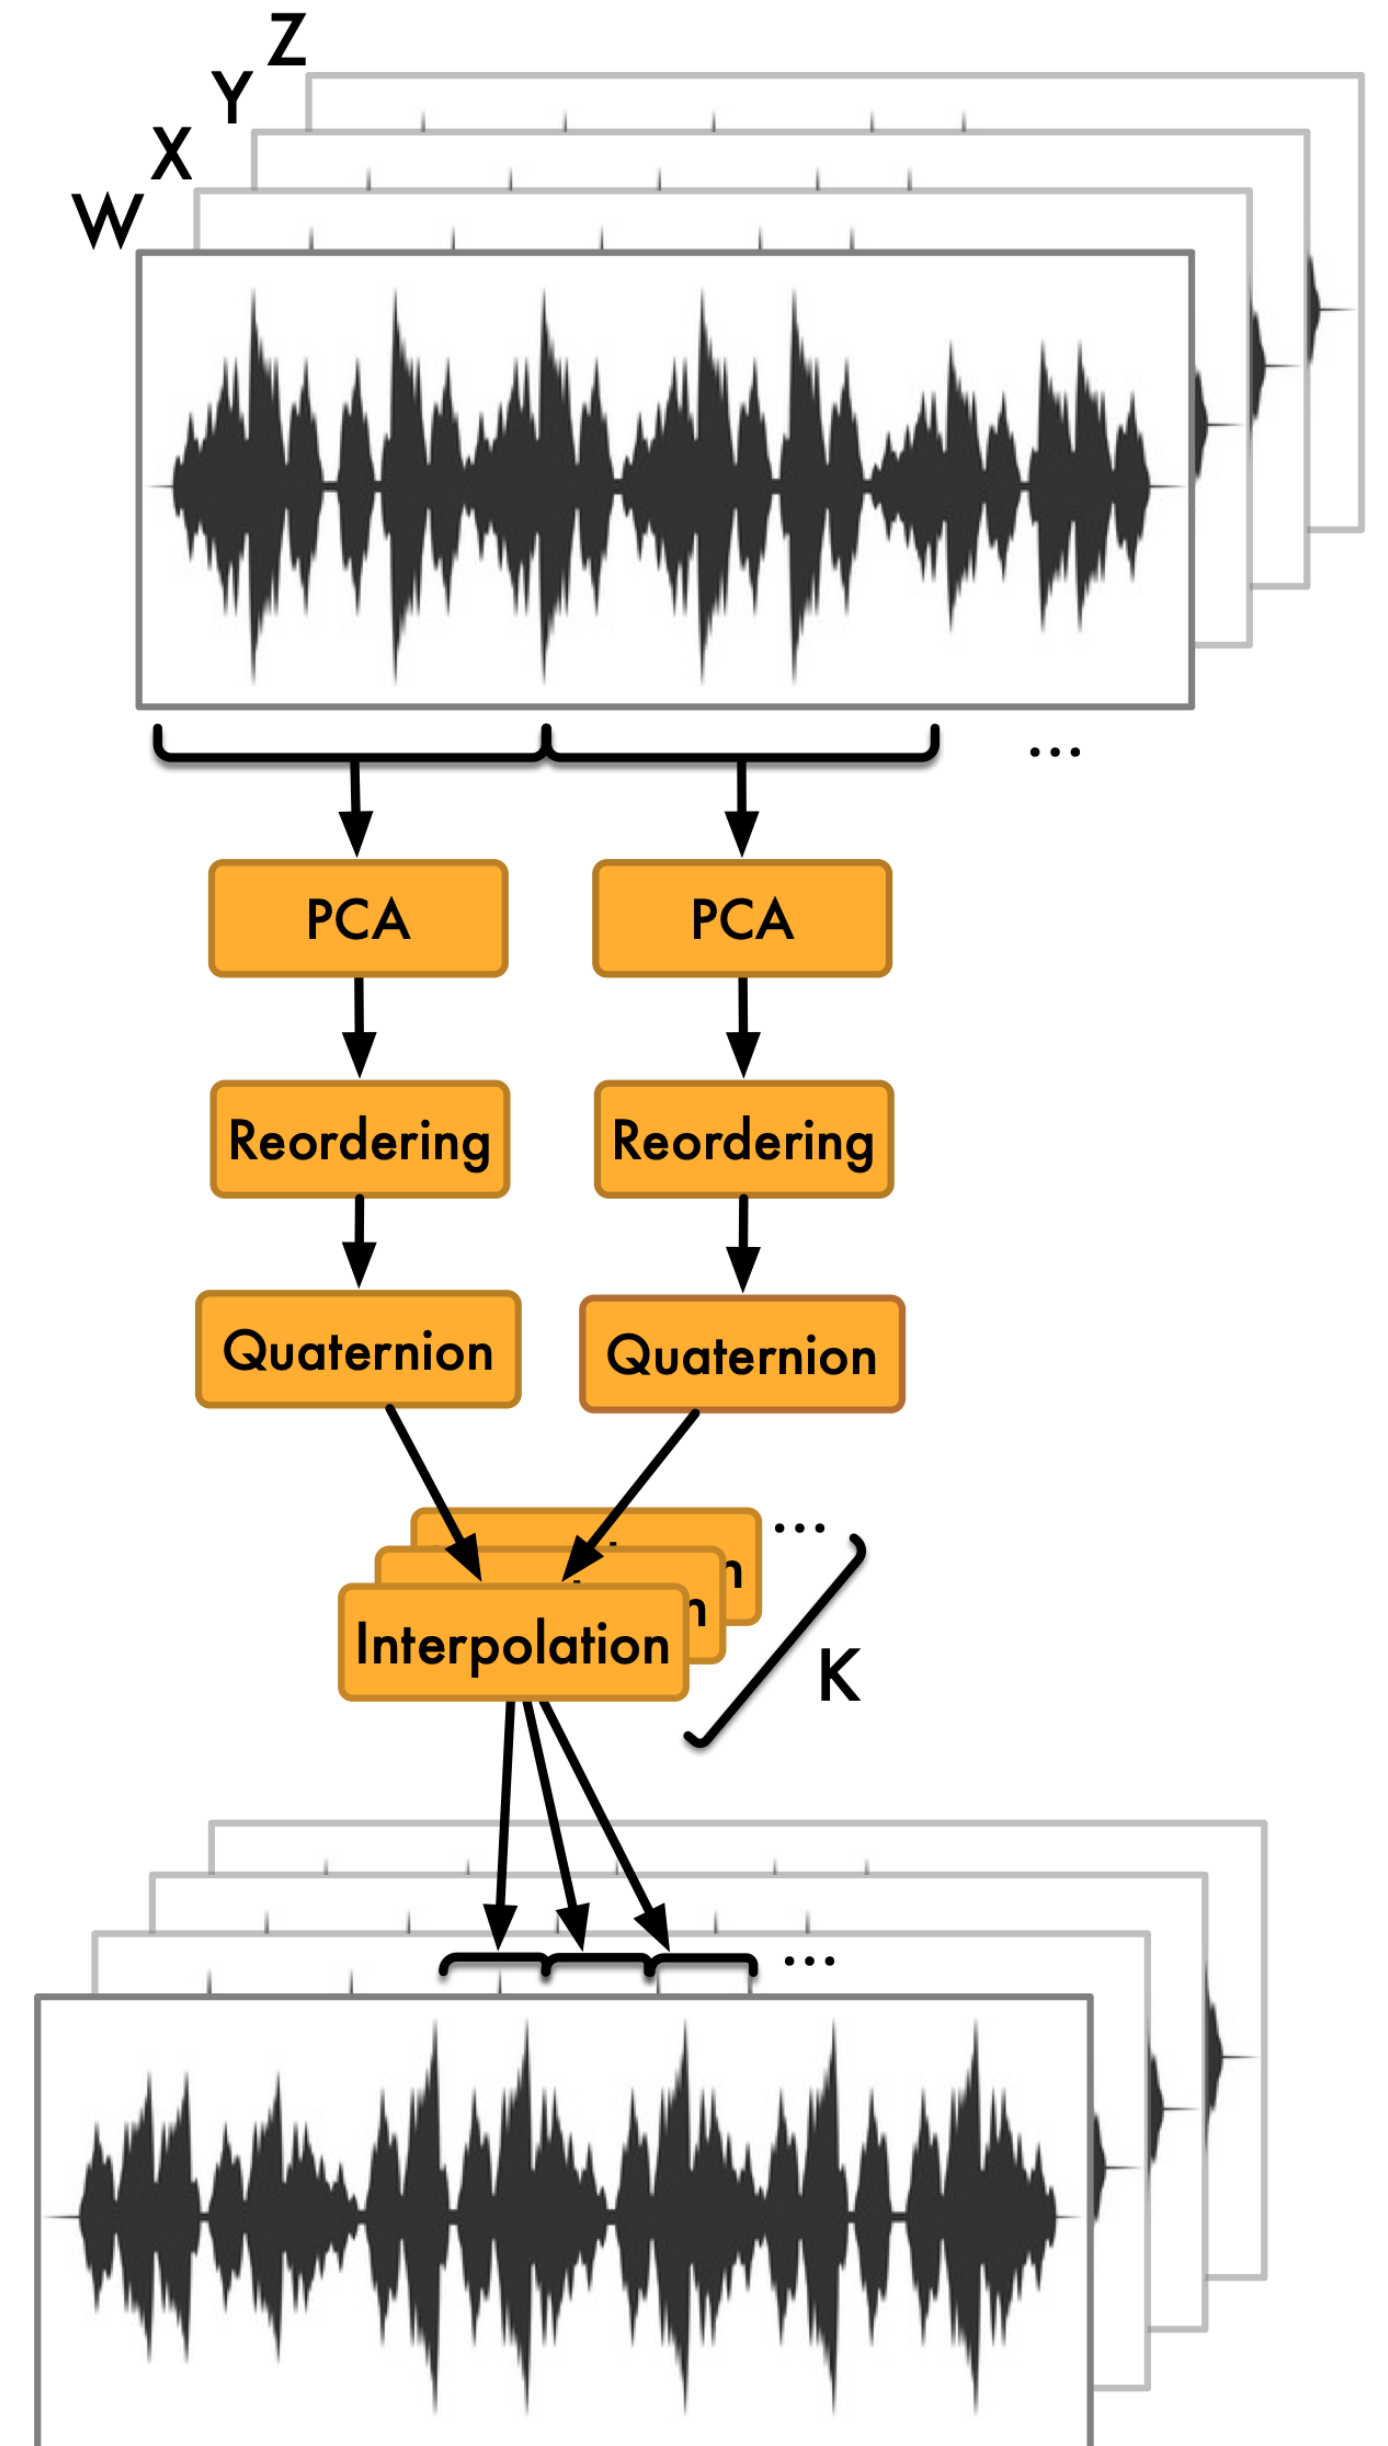 Z
Y
X
W
...
PCA PCA
Reordering Reordering
Quaternion Quaternion
...
n
n
Interpolation
K
...